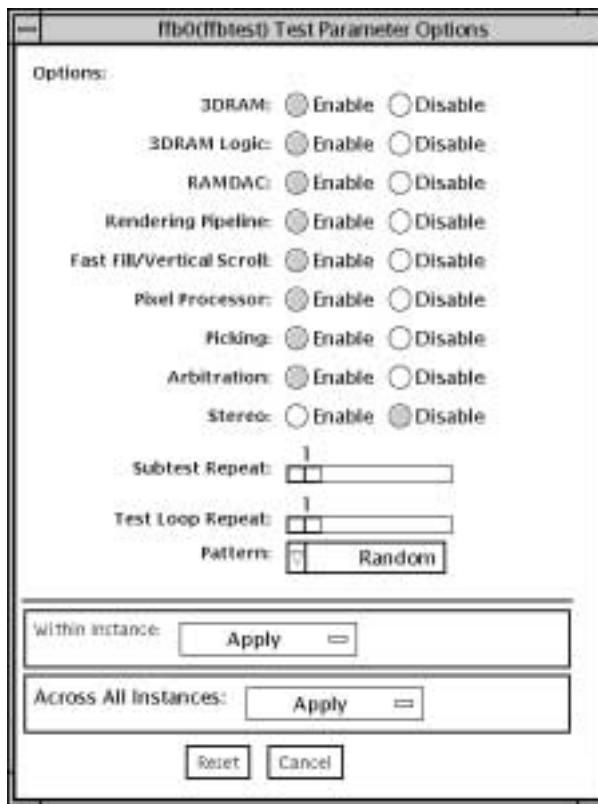 ffb0(ffbtest) Test Parameter Options
Options:
3DRAM: Enable Disable
3DRAM Logic: Enable Disable
RAMDAC: Enable Disable
Rendering Pipeline: Enable Disable
Fast Fill/Vertical Scroll: Enable Disable
Pixel Processor: Enable Disable
Picking: Enable Disable
Arbitration: Enable Disable
Stereo: Enable Disable
1
Subtest Repeat:
1
Test Loop Repeat:
Pattern: Random
Within Instance: Apply
Across All Instances: Apply
Reset Cancel